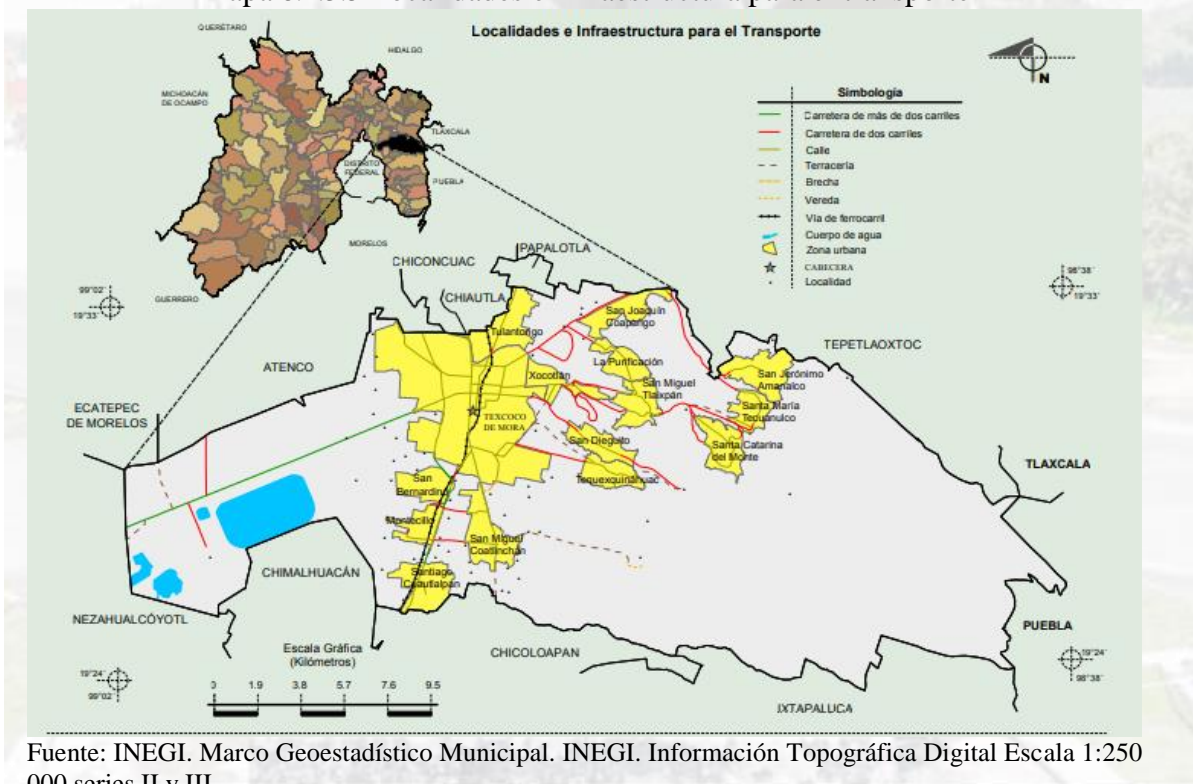 Localidades e Infraestructura para el Transporte
QUERÉTARO
HIDALGO
MICHOACÁN
DE OCAMPO
TLAXCALA
DISTRITO
FEDERAL
PUEBLA
MORELOS
GUERRERO
N
Simbología
Carretera de más de dos carriles
Carretera de dos carriles
Calle
Terracería
Brecha
Vereda
Vía de ferrocarril
Cuerpo de agua
Zona urbana
CABECERA
Localidad
99°02´
19°33´
98°38´
19°33´
PAPALOTLA
CHICONCUAC
CHIAUTLA
TEPETLAOXTOC
ATENCO
ECATEPEC
DE MORELOS
San Joaquín
Coapango
Tulantongo
La Purificación
Xocotlán
San Miguel
Tlaixpán
San Jerónimo
Amanalco
Santa María
Tecuanulco
TEXCOCO
DE MORA
San Dieguito
Santa Catarina
del Monte
Tequexquináhuac
San
Bernardino
Montecillo
San Miguel
Coatlinchán
Santiago
Cuautlalpan
TLAXCALA
CHIMALHUACÁN
NEZAHUALCÓYOTL
CHICOLOAPAN
PUEBLA
IXTAPALUCA
19°24´
99°02´
19°24´
98°38´
Escala Gráfica
(Kilómetros)
0 1.9 3.8 5.7 7.6 9.5
Fuente: INEGI. Marco Geoestadístico Municipal. INEGI. Información Topográfica Digital Escala 1:250
000 series II y III